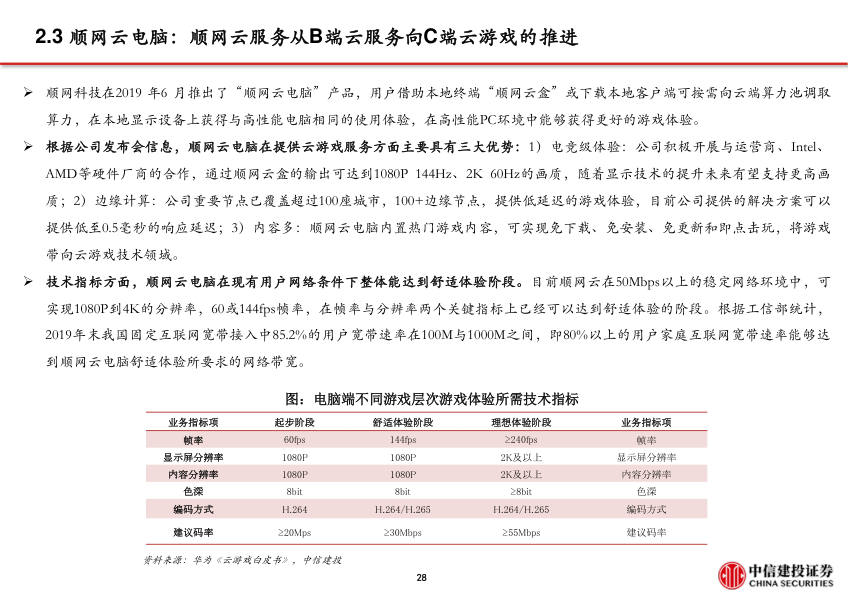 2.3 顺网云电脑：顺网云服务从B端云服务向C端云游戏的推进
➢ 顺网科技在2019 年6 月推出了“顺网云电脑”产品，用户借助本地终端“顺网云盒”或下载本地客户端可按需向云端算力池调取
算力，在本地显示设备上获得与高性能电脑相同的使用体验，在高性能PC环境中能够获得更好的游戏体验。
➢ 根据公司发布会信息，顺网云电脑在提供云游戏服务方面主要具有三大优势：1）电竞级体验：公司积极开展与运营商、Intel、
AMD等硬件厂商的合作，通过顺网云盒的输出可达到1080P 144Hz、2K 60Hz的画质，随着显示技术的提升未来有望支持更高画
质；2）边缘计算：公司重要节点已覆盖超过100座城市，100+边缘节点，提供低延迟的游戏体验，目前公司提供的解决方案可以
提供低至0.5毫秒的响应延迟；3）内容多：顺网云电脑内置热门游戏内容，可实现免下载、免安装、免更新和即点击玩，将游戏
带向云游戏技术领域。
➢ 技术指标方面，顺网云电脑在现有用户网络条件下整体能达到舒适体验阶段。目前顺网云在50Mbps以上的稳定网络环境中，可
实现1080P到4K的分辨率，60或144fps帧率，在帧率与分辨率两个关键指标上已经可以达到舒适体验的阶段。根据工信部统计，
2019年末我国固定互联网宽带接入中85.2%的用户宽带速率在100M与1000M之间，即80%以上的用户家庭互联网宽带速率能够达
到顺网云电脑舒适体验所要求的网络带宽。
图：电脑端不同游戏层次游戏体验所需技术指标
业务指标项 起步阶段 舒适体验阶段 理想体验阶段 业务指标项
帧率 60fps 144fps ≥240fps 帧率
显示屏分辨率 1080P 1080P 2K及以上 显示屏分辨率
内容分辨率 1080P 1080P 2K及以上 内容分辨率
色深 8bit 8bit ≥8bit 色深
编码方式 H.264 H.264/H.265 H.264/H.265 编码方式
建议码率 ≥20Mps ≥30Mbps ≥55Mbps 建议码率
资料来源：华为《云游戏白皮书》，中信建投
28
中信建投证券
CHINA SECURITIES